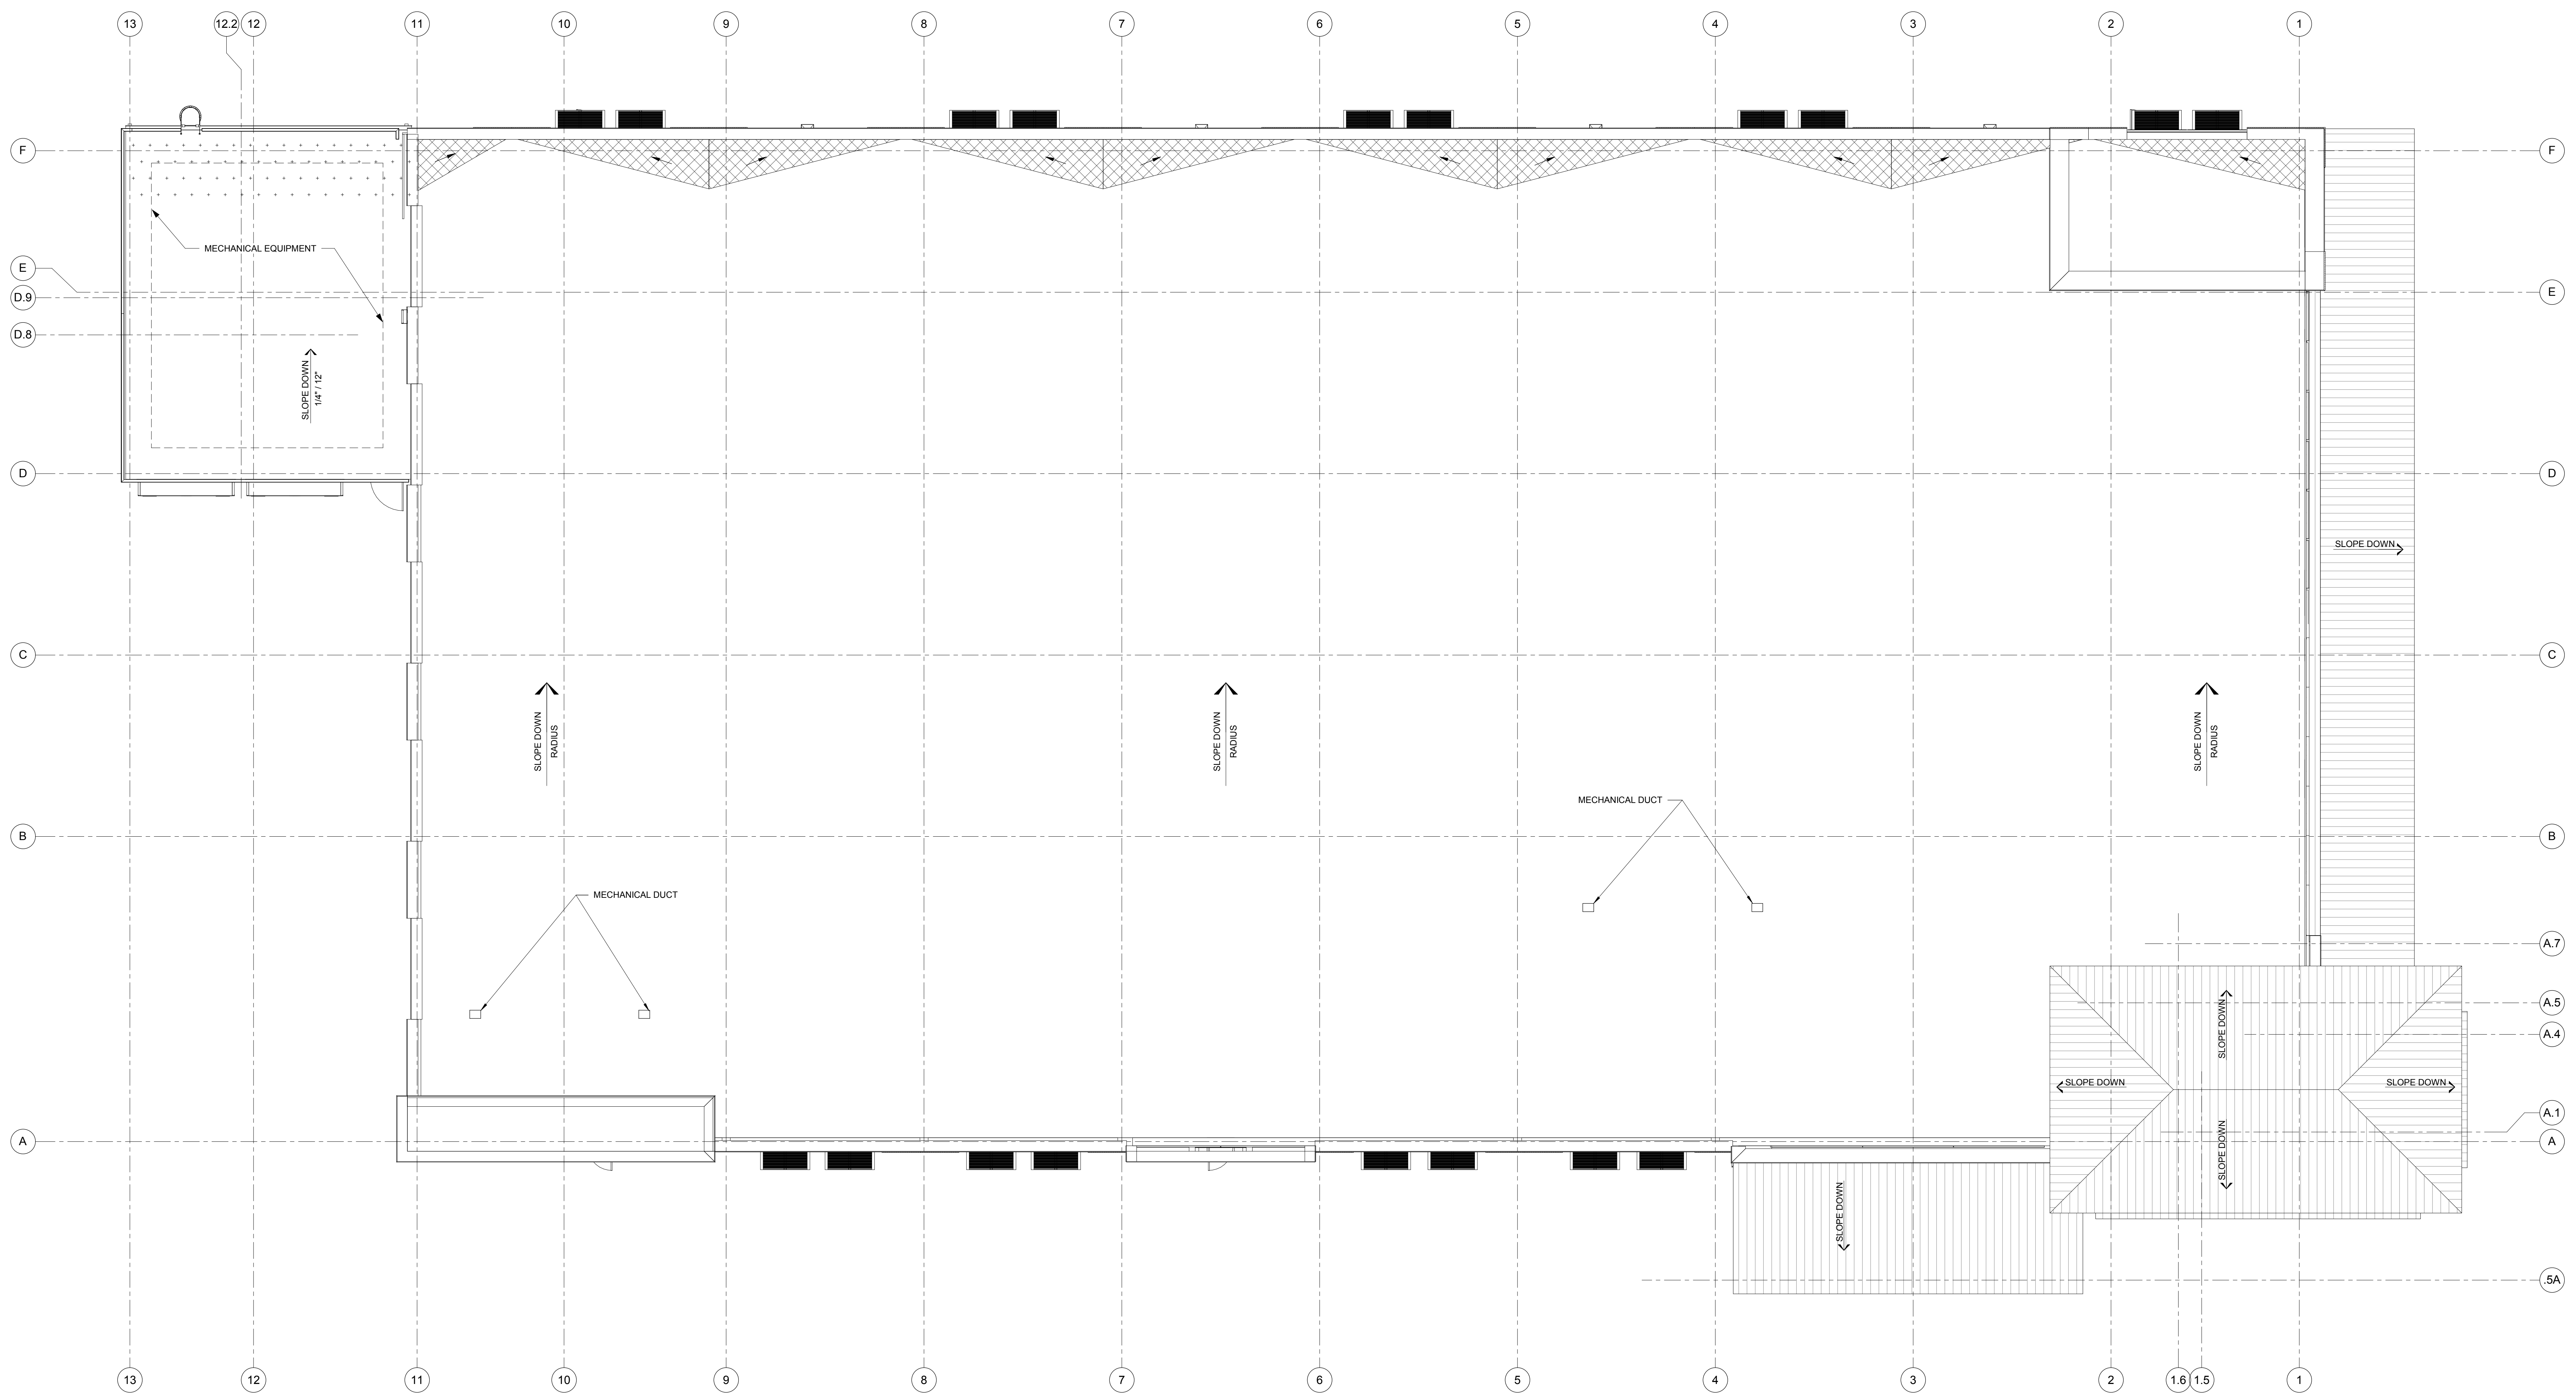 13 12.2 12 11 10 9 8 7 6 5 4 3 2 1
F F
MECHANICAL EQUIPMENT
E E
D.9
D.8
SLOPE DOWN
1/4" / 12"
D D
SLOPE DOWN
C C
SLOPE DOWN
RADIUS
SLOPE DOWN
RADIUS
SLOPE DOWN
RADIUS
MECHANICAL DUCT
B B
MECHANICAL DUCT
A.7
A.5
SLOPE DOWN
A.4
SLOPE DOWN SLOPE DOWN
A.1
A A
SLOPE DOWN
SLOPE DOWN
.5A
13 12 11 10 9 8 7 6 5 4 3 2 1.6 1.5 1